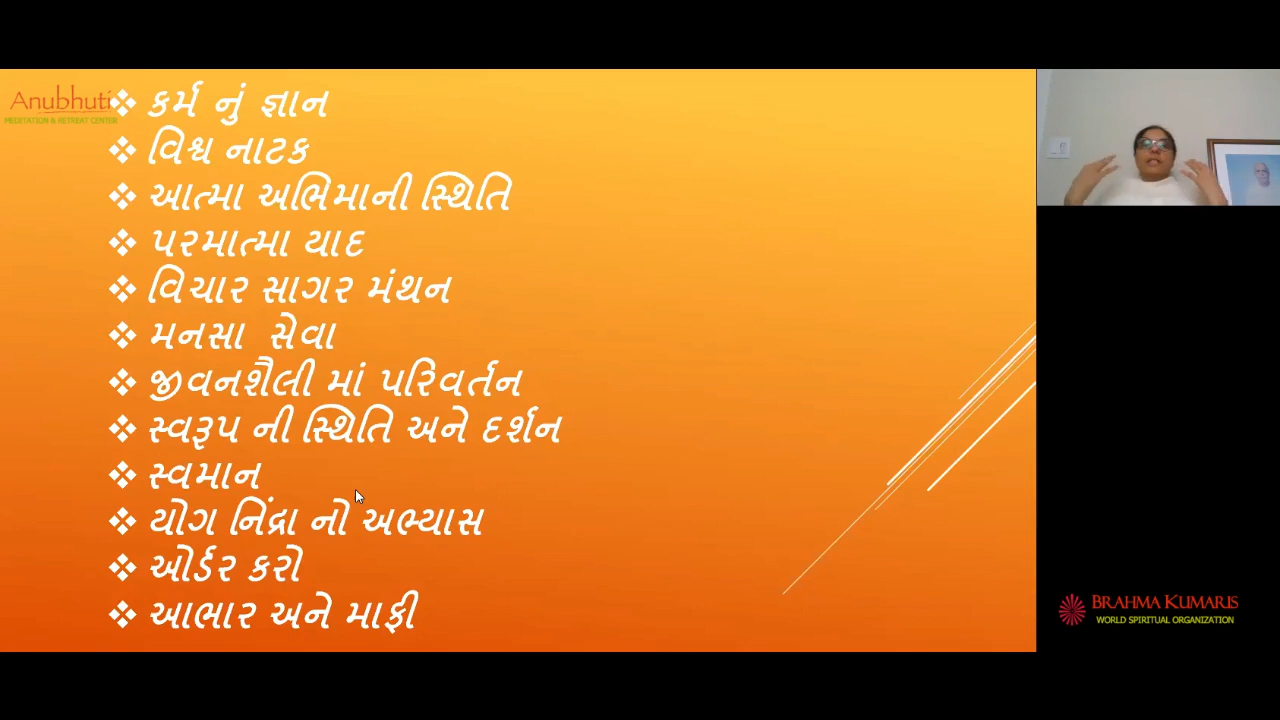 Anubhuti
MEDITATION & RETREAT CENTER
કર્મ નું જ્ઞાન
વિશ્વ નાટક
આત્મા અભિમાની સ્થિતિ
પરમાત્મા યાદ
વિચાર સાગર મંથન
મનસા સેવા
જીવનશૈલી માં પરિવર્તન
સ્વરૂપ ની સ્થિતિ અને દર્શન
સ્વમાન
યોગ નિંદ્રા નો અભ્યાસ
ઓર્ડર કરો
આભાર અને માફી
BRAHMA KUMARIS
WORLD SPIRITUAL ORGANIZATION